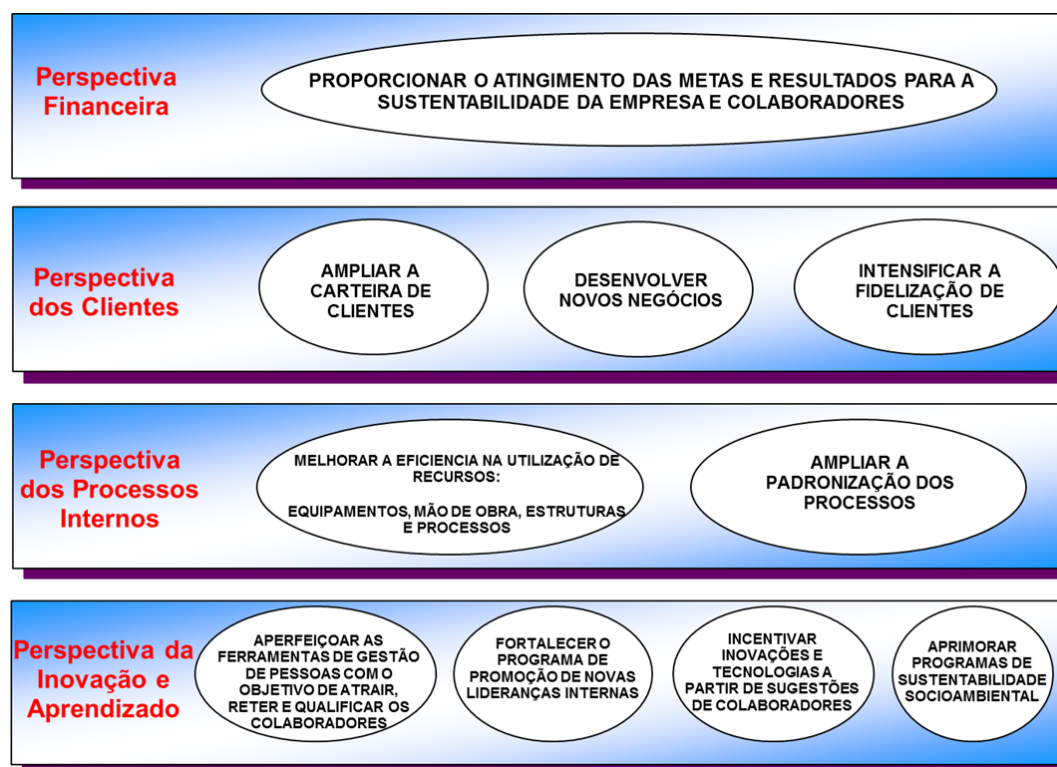 Perspectiva
Financeira
PROPORCIONAR O ATINGIMENTO DAS METAS E RESULTADOS PARA A
SUSTENTABILIDADE DA EMPRESA E COLABORADORES
Perspectiva
dos Clientes
AMPLIAR A
CARTEIRA DE
CLIENTES
DESENVOLVER
NOVOS NEGÓCIOS
INTENSIFICAR A
FIDELIZAÇÃO DE
CLIENTES
Perspectiva
dos Processos
Internos
MELHORAR A EFICIENCIA NA UTILIZAÇÃO DE
RECURSOS:
EQUIPAMENTOS, MÃO DE OBRA, ESTRUTURAS
E PROCESSOS
AMPLIAR A
PADRONIZAÇÃO DOS
PROCESSOS
Perspectiva da
Inovação e
Aprendizado
APERFEIÇOAR AS
FERRAMENTAS DE GESTÃO
DE PESSOAS COM O
OBJETIVO DE ATRAIR,
RETER E QUALIFICAR OS
COLABORADORES
FORTALECER O
PROGRAMA DE
PROMOÇÃO DE NOVAS
LIDERANÇAS INTERNAS
INCENTIVAR
INOVAÇÕES E
TECNOLOGIAS A
PARTIR DE SUGESTÕES
DE COLABORADORES
APRIMORAR
PROGRAMAS DE
SUSTENTABILIDADE
SOCIOAMBIENTAL